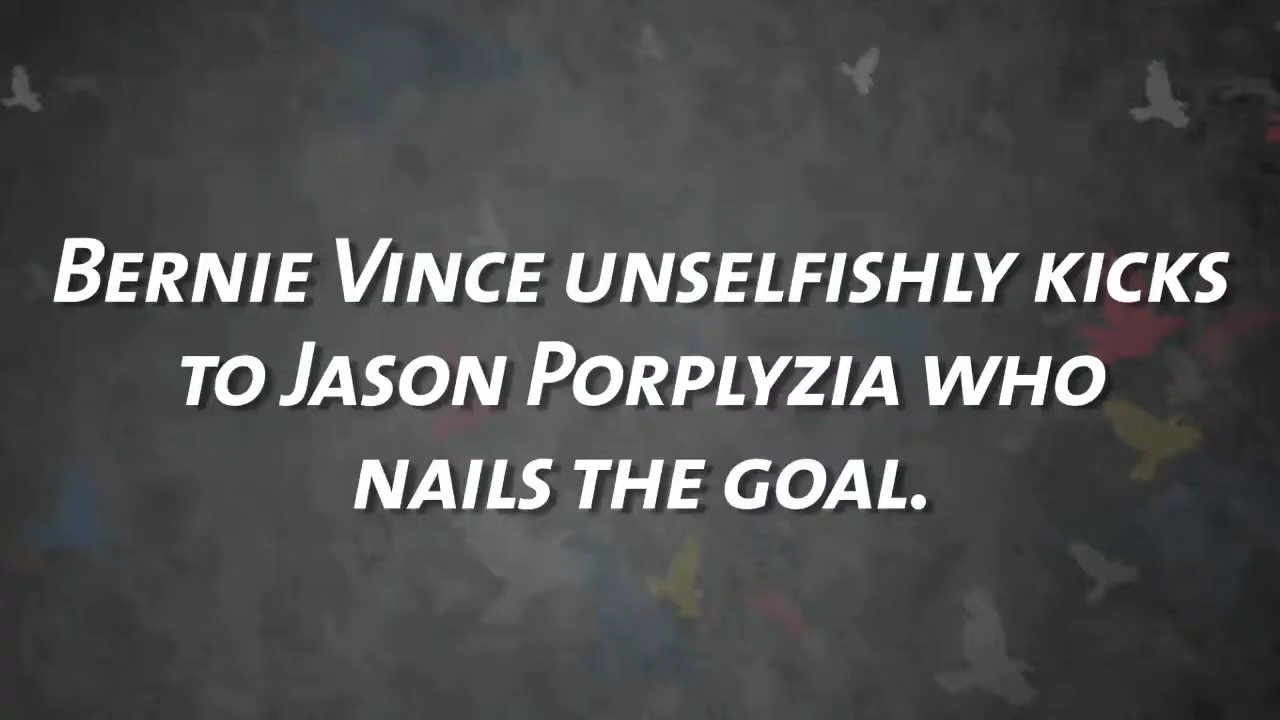 Bernie Vince unselfishly kicks
to Jason Porplyzia who
nails the goal.